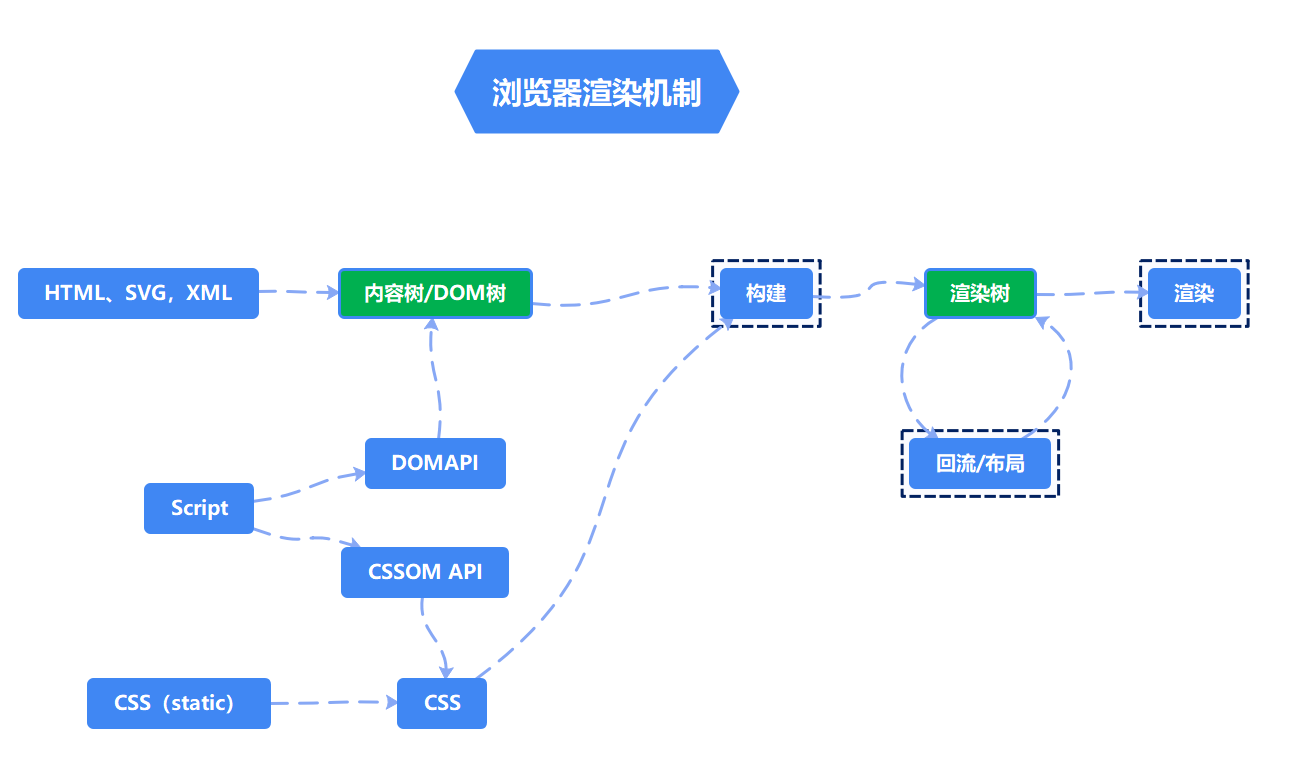 浏览器渲染机制
HTML、SVG，XML
内容树/DOM树
构建
渲染树
渲染
DOMAPI
回流/布局
Script
CSSOM API
CSS（static）
CSS